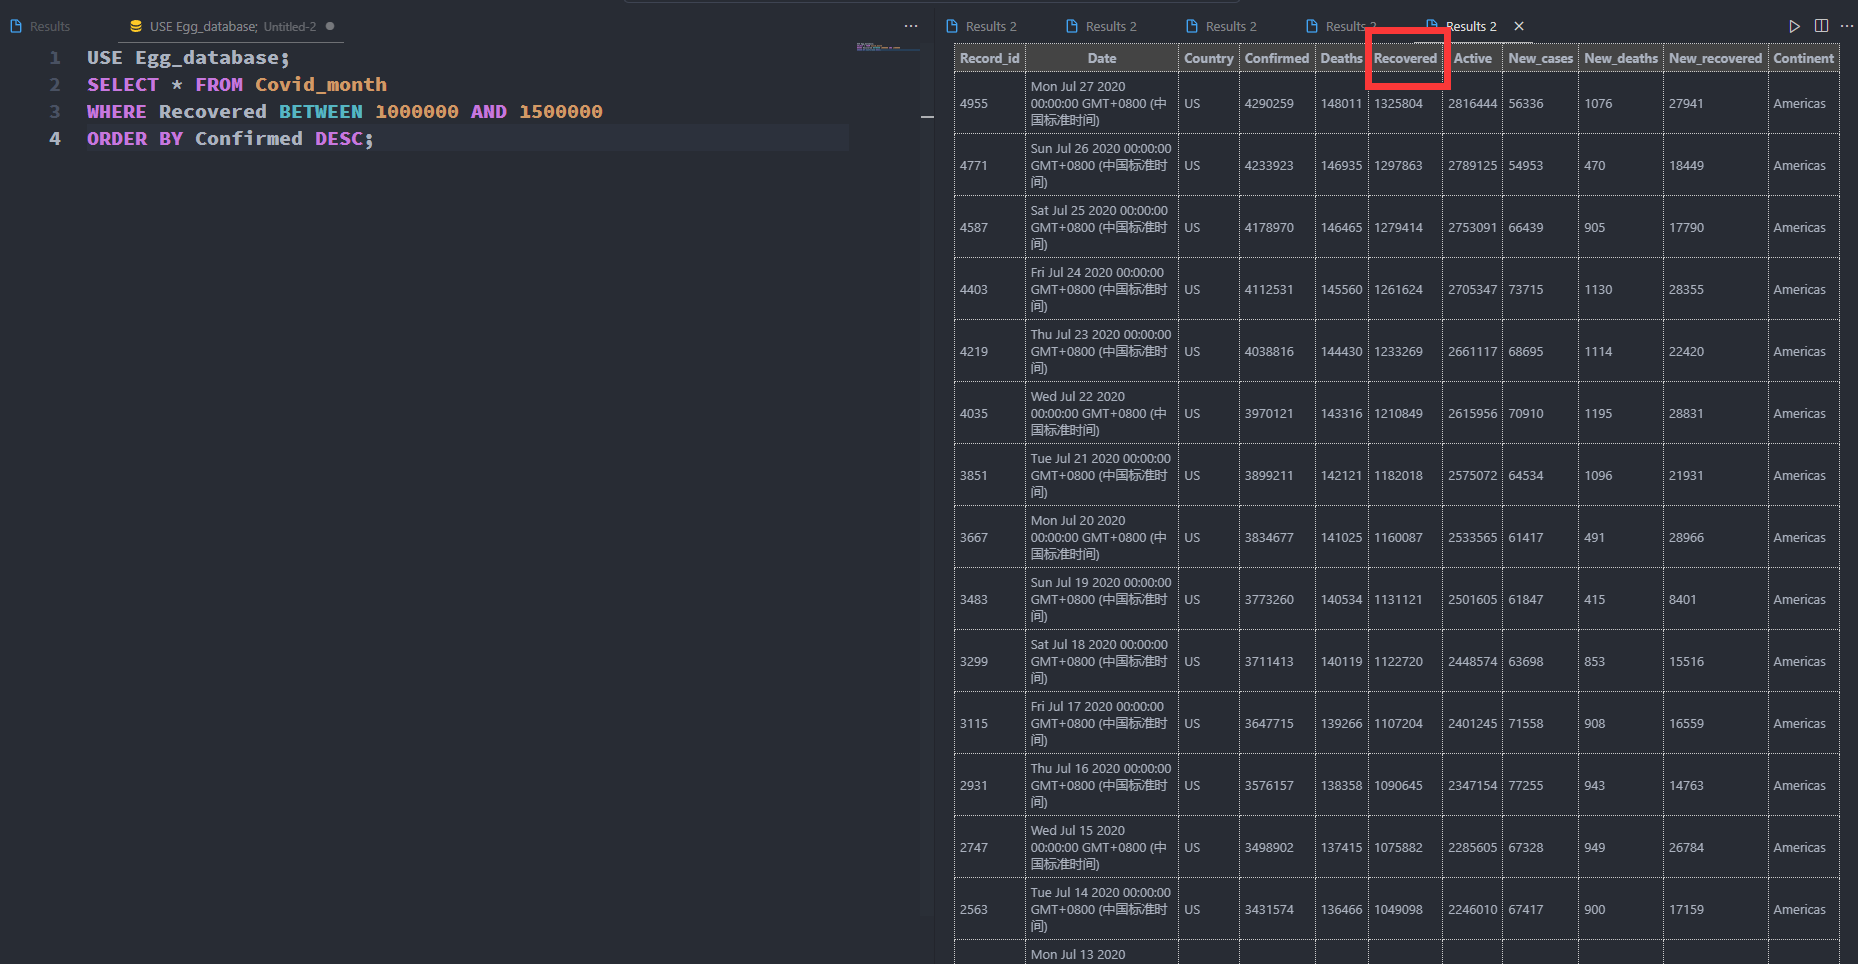 Results
USE Egg_database; Untitled-2
Results 2
Results 2
Results 2
Results 2
Results 2
1 USE Egg_database;
2 SELECT * FROM Covid_month
3 WHERE Recovered BETWEEN 1000000 AND 1500000
4 ORDER BY Confirmed DESC;
Record_id Date Country Confirmed Deaths Recovered Active New_cases New_deaths New_recovered Continent
Mon Jul 27 2020
4955 00:00:00 GMT+0800 (中 US 4290259 148011 1325804 2816444 56336 1076 27941 Americas
国标准时间)
Sun Jul 26 2020 00:00:00
4771 GMT+0800 (中国标准时 US 4233923 146935 1297863 2789125 54953 470 18449 Americas
间)
Sat Jul 25 2020 00:00:00
4587 GMT+0800 (中国标准时 US 4178970 146465 1279414 2753091 66439 905 17790 Americas
间)
Fri Jul 24 2020 00:00:00
4403 GMT+0800 (中国标准时 US 4112531 145560 1261624 2705347 73715 1130 28355 Americas
间)
Thu Jul 23 2020 00:00:00
4219 GMT+0800 (中国标准时 US 4038816 144430 1233269 2661117 68695 1114 22420 Americas
间)
Wed Jul 22 2020
4035 00:00:00 GMT+0800 (中 US 3970121 143316 1210849 2615956 70910 1195 28831 Americas
国标准时间)
Tue Jul 21 2020 00:00:00
3851 GMT+0800 (中国标准时 US 3899211 142121 1182018 2575072 64534 1096 21931 Americas
间)
Mon Jul 20 2020
3667 00:00:00 GMT+0800 (中 US 3834677 141025 1160087 2533565 61417 491 28966 Americas
国标准时间)
Sun Jul 19 2020 00:00:00
3483 GMT+0800 (中国标准时 US 3773260 140534 1131121 2501605 61847 415 8401 Americas
间)
Sat Jul 18 2020 00:00:00
3299 GMT+0800 (中国标准时 US 3711413 140119 1122720 2448574 63698 853 15516 Americas
间)
Fri Jul 17 2020 00:00:00
3115 GMT+0800 (中国标准时 US 3647715 139266 1107204 2401245 71558 908 16559 Americas
间)
Thu Jul 16 2020 00:00:00
2931 GMT+0800 (中国标准时 US 3576157 138358 1090645 2347154 77255 943 14763 Americas
间)
Wed Jul 15 2020
2747 00:00:00 GMT+0800 (中 US 3498902 137415 1075882 2285605 67328 949 26784 Americas
国标准时间)
Tue Jul 14 2020 00:00:00
2563 GMT+0800 (中国标准时 US 3431574 136466 1049098 2246010 67417 900 17159 Americas
间)
Mon Jul 13 2020